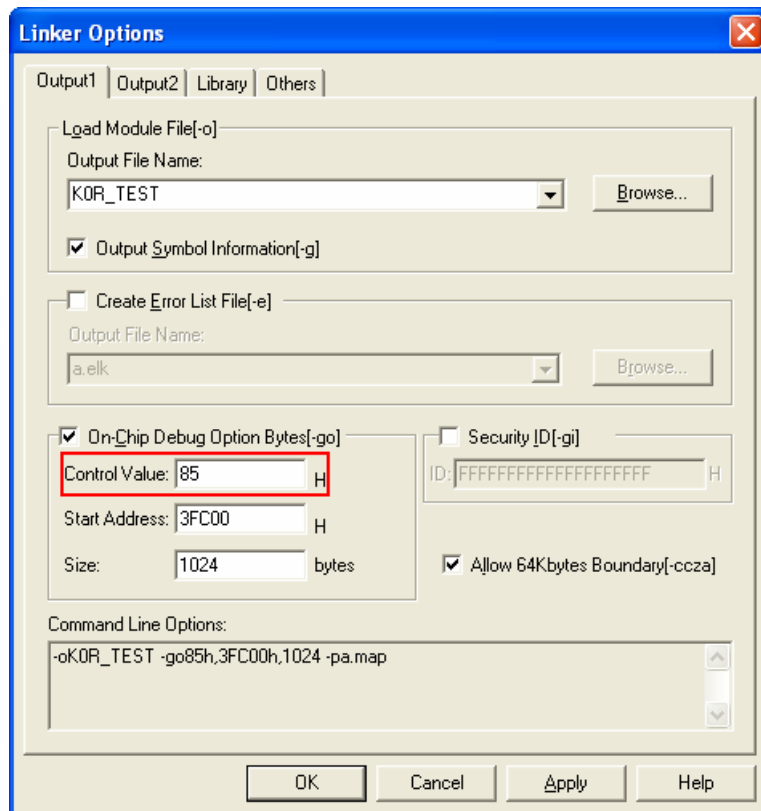 Linker Options
Output1 Output2 Library Others
Load Module File[-o]
Output File Name:
K0R_TEST Browse...
Output Symbol Information[-g]
Create Error List File[-e]
Output File Name:
a.elk Browse...
On-Chip Debug Option Bytes[-go] Security ID[-gi]
Control Value: 85 H ID: FFFFFFFFFFFFFFFFFFFF H
Start Address: 3FC00 H
Size: 1024 bytes Allow 64Kbytes Boundary[-ccza]
Command Line Options:
-oK0R_TEST -go85h,3FC00h,1024 -pa.map
OK Cancel Apply Help